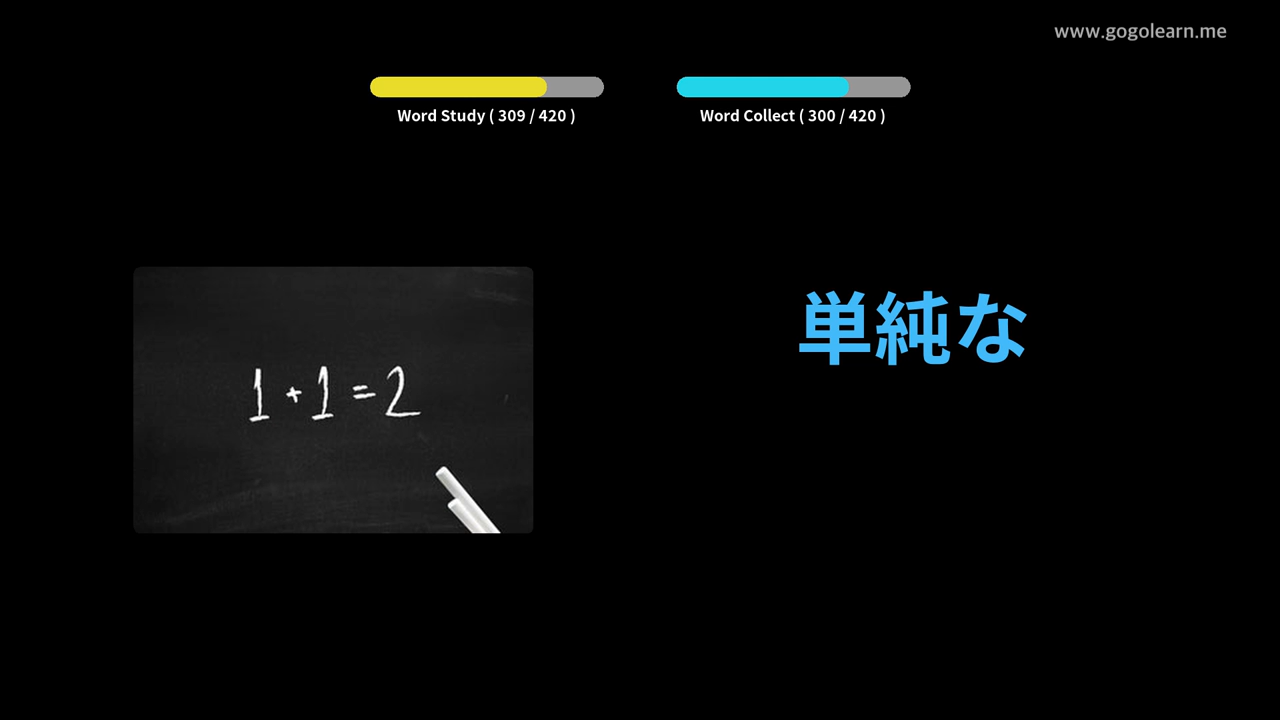 www.gogolearn.me
Word Study ( 309 / 420 )
Word Collect ( 300 / 420 )
1 + 1 = 2
単純な